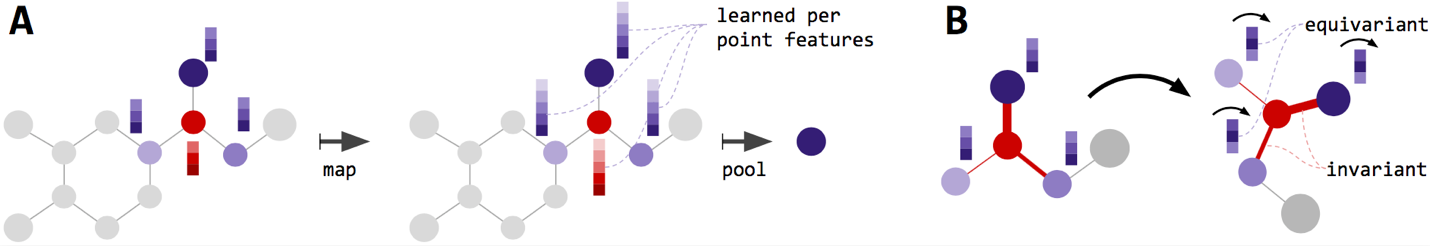 A
map
learned per
point features
pool
B
equivariant
invariant